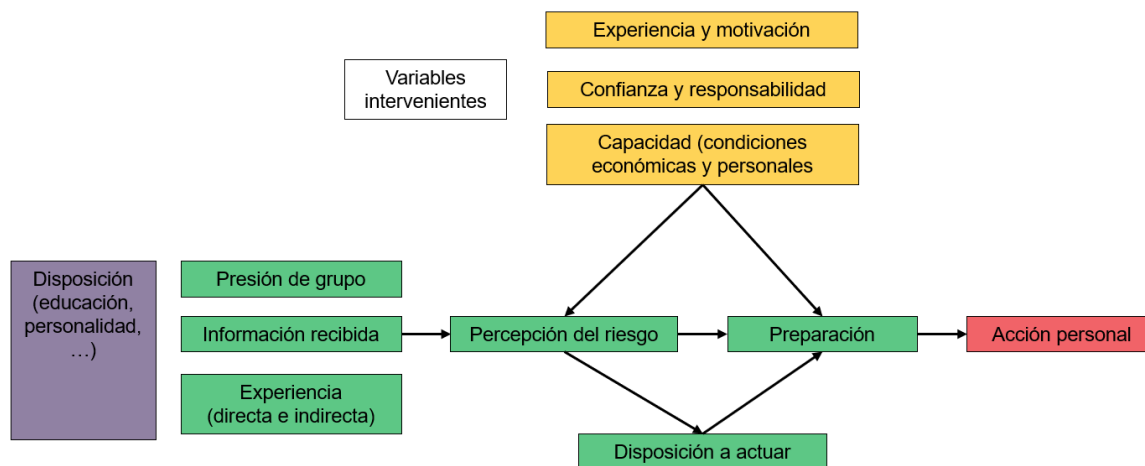 Experiencia y motivación
Variables
intervenientes
Confianza y responsabilidad
Capacidad (condiciones
económicas y personales
Disposición
(educación,
personalidad,
…)
Presión de grupo
Información recibida
Percepción del riesgo
Preparación
Acción personal
Experiencia
(directa e indirecta)
Disposición a actuar